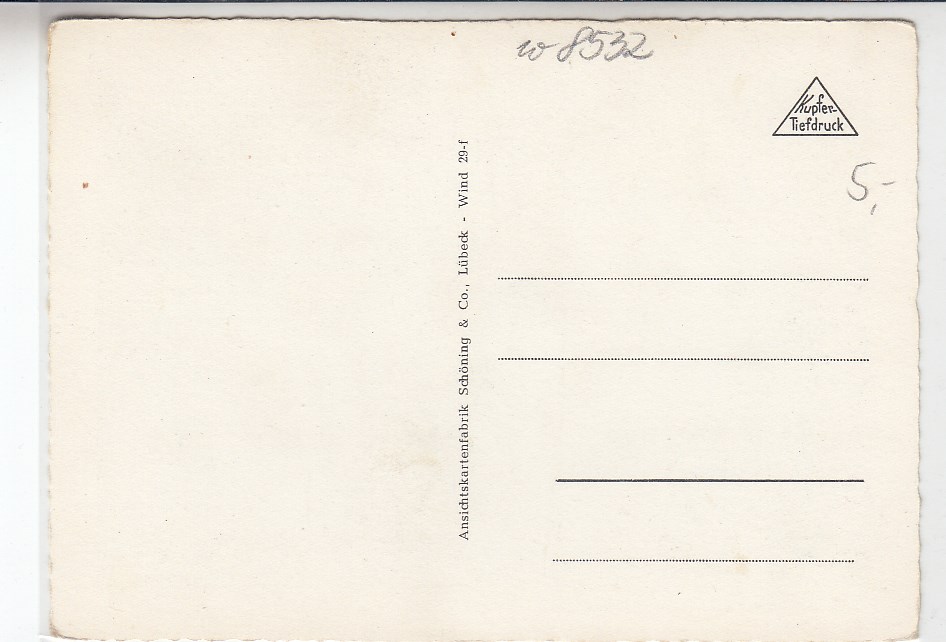 w 8532
Kupfer-
Tiefdruck
5,-
Ansichtskartenfabrik Schöning & Co., Lübeck - Wind 29-f